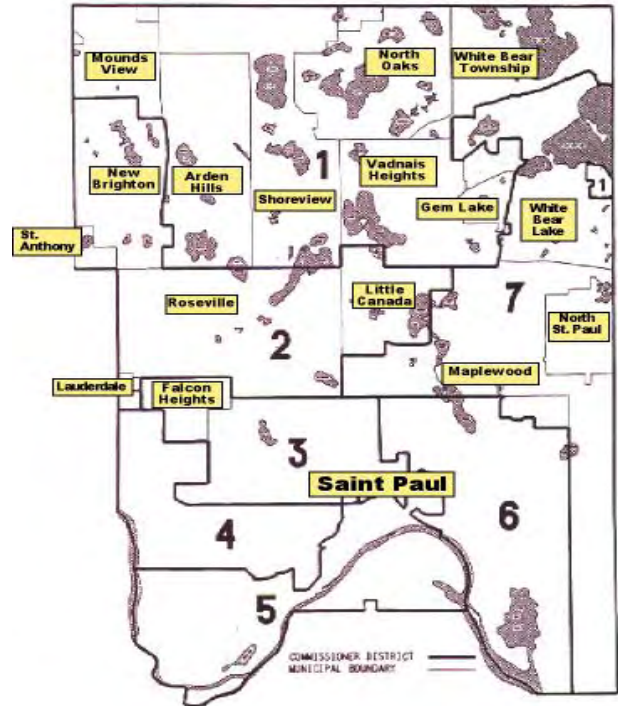 Mounds
View
North
Oaks
White Bear
Township
New
Brighton
Arden
Hills
1
Shoreview
Vadnais
Heights
Gem Lake
1
White
Bear
Lake
St.
Anthony
Roseville
2
Little
Canada
7
North
St. Paul
Lauderdale
Falcon
Heights
Maplewood
3
Saint Paul
4
6
5
COMMISSIONER DISTRICT
MUNICIPAL BOUNDARY